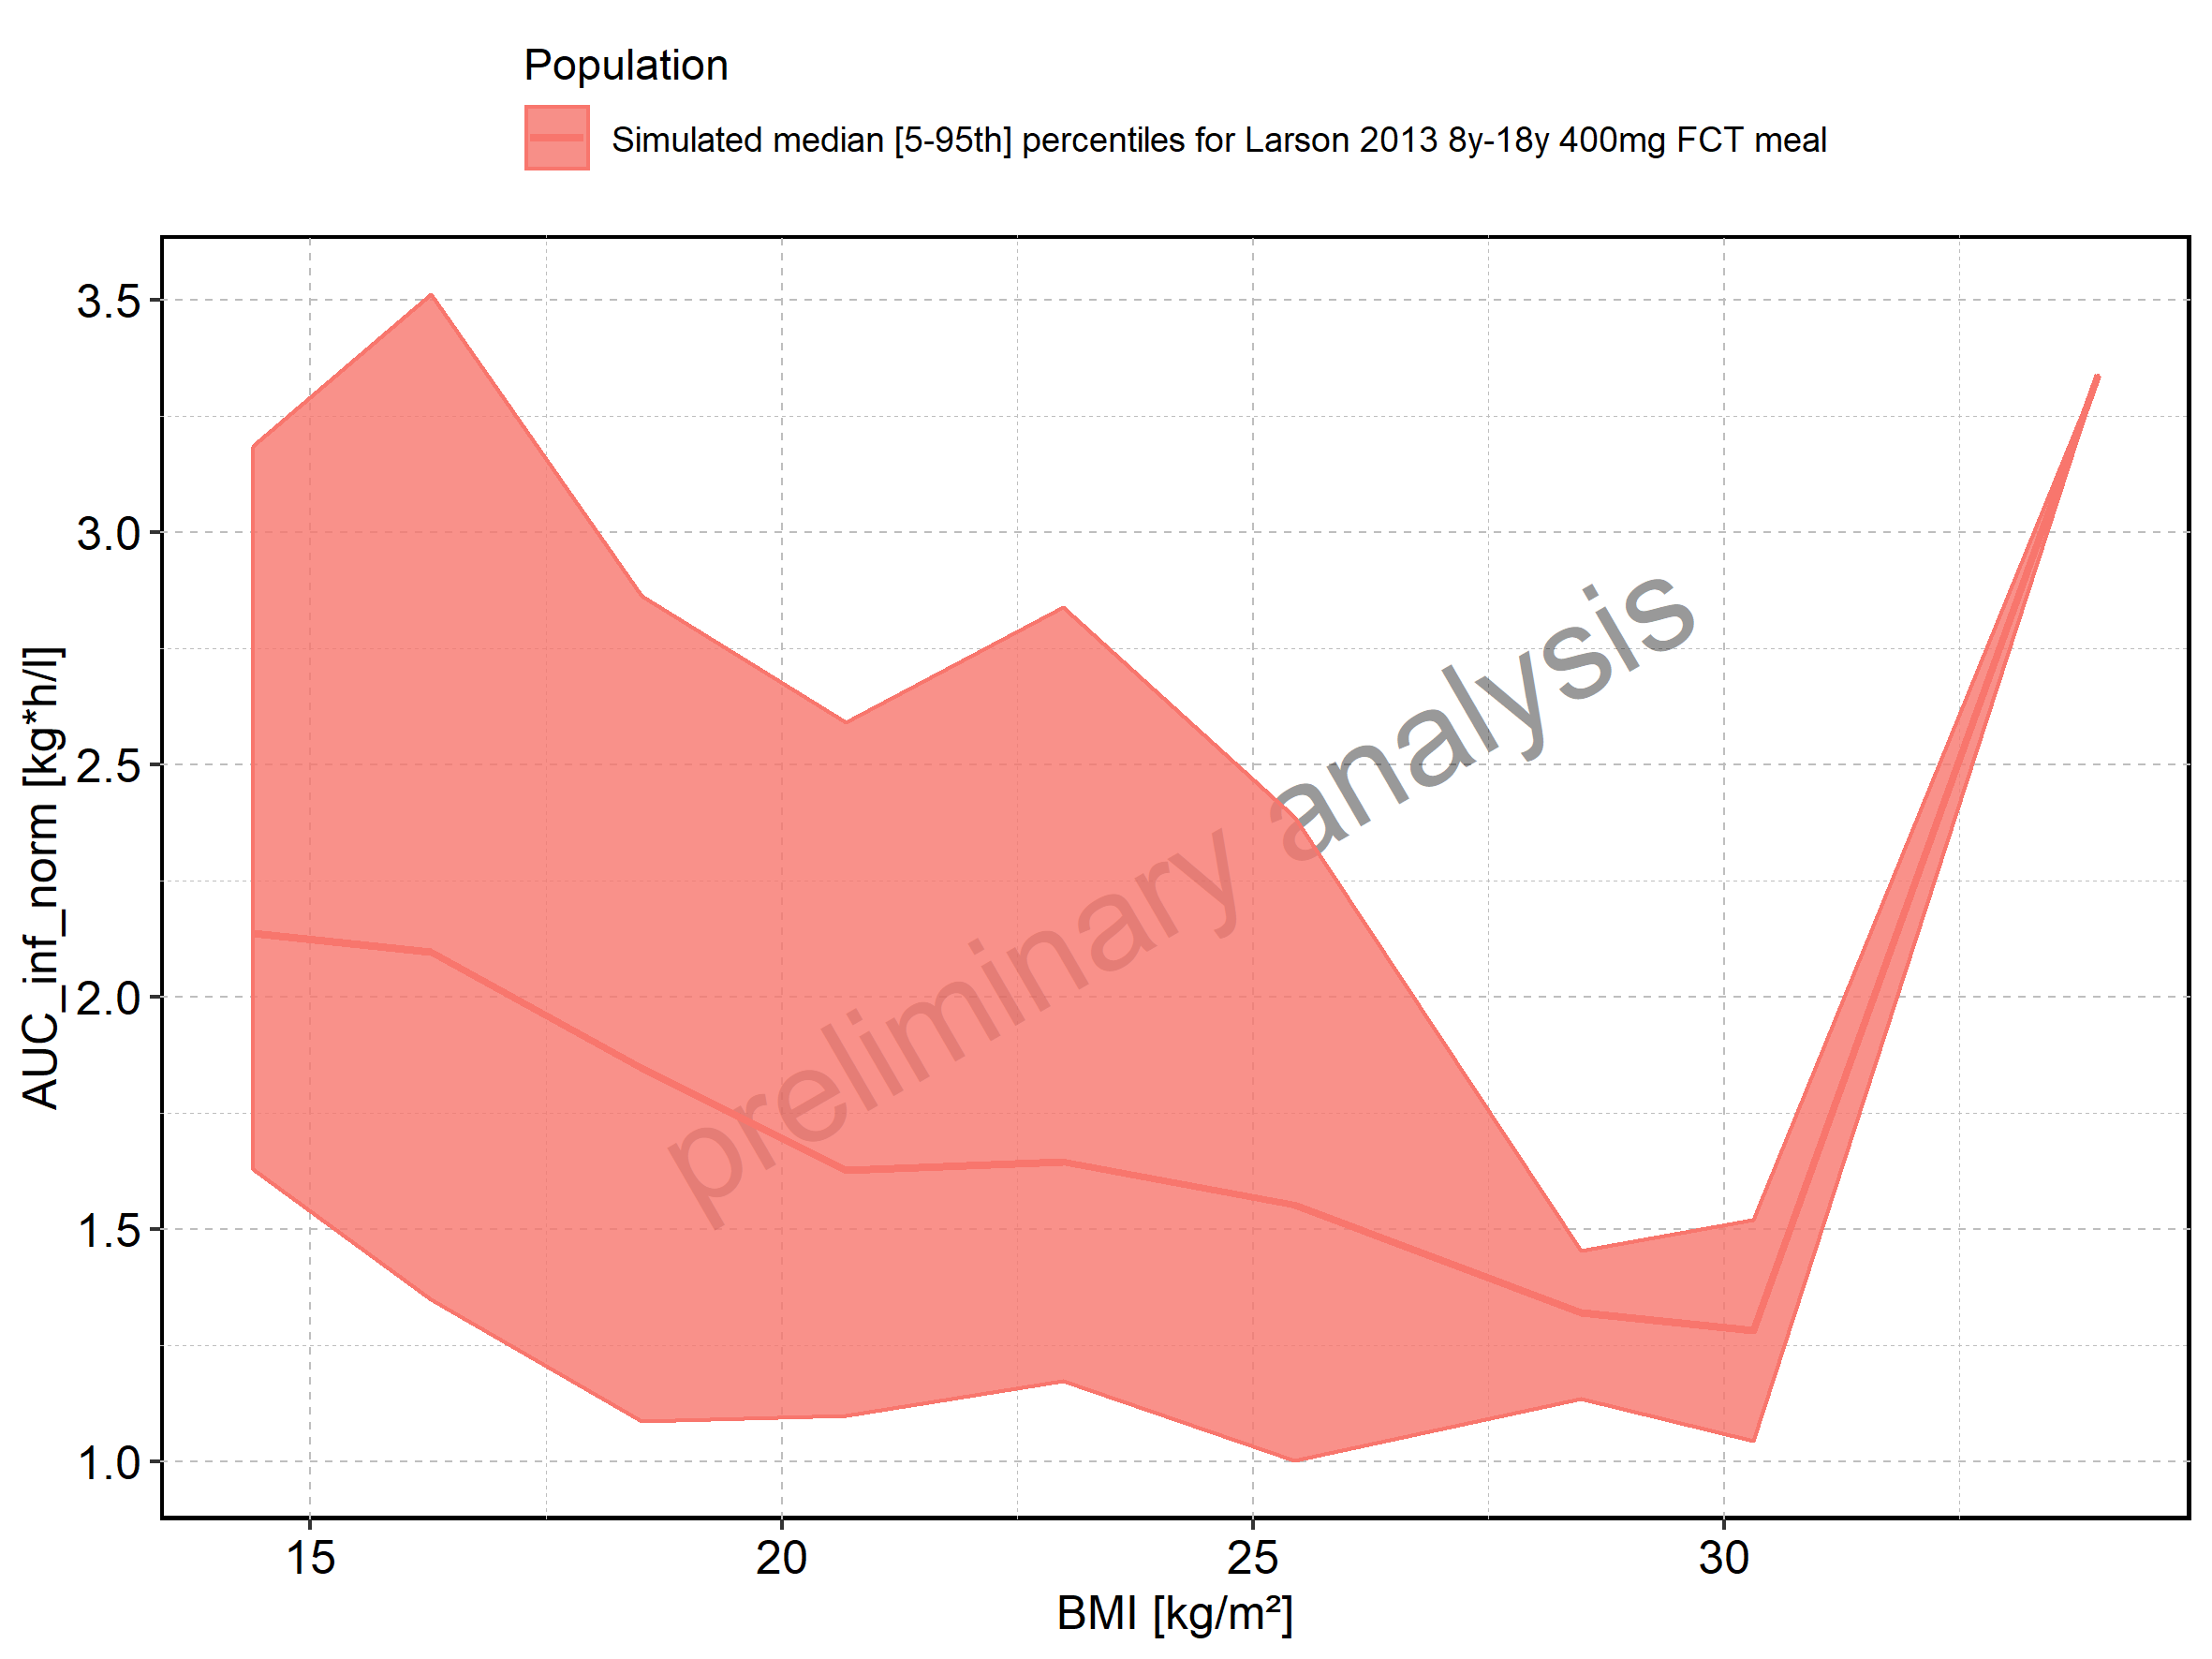 Population
Simulated median [5-95th] percentiles for Larson 2013 8y-18y 400mg FCT meal
AUC_inf_norm [kg*h/l]
3.5
3.0
2.5
2.0
1.5
1.0
preliminary analysis
15 20 25 30
BMI [kg/m²]